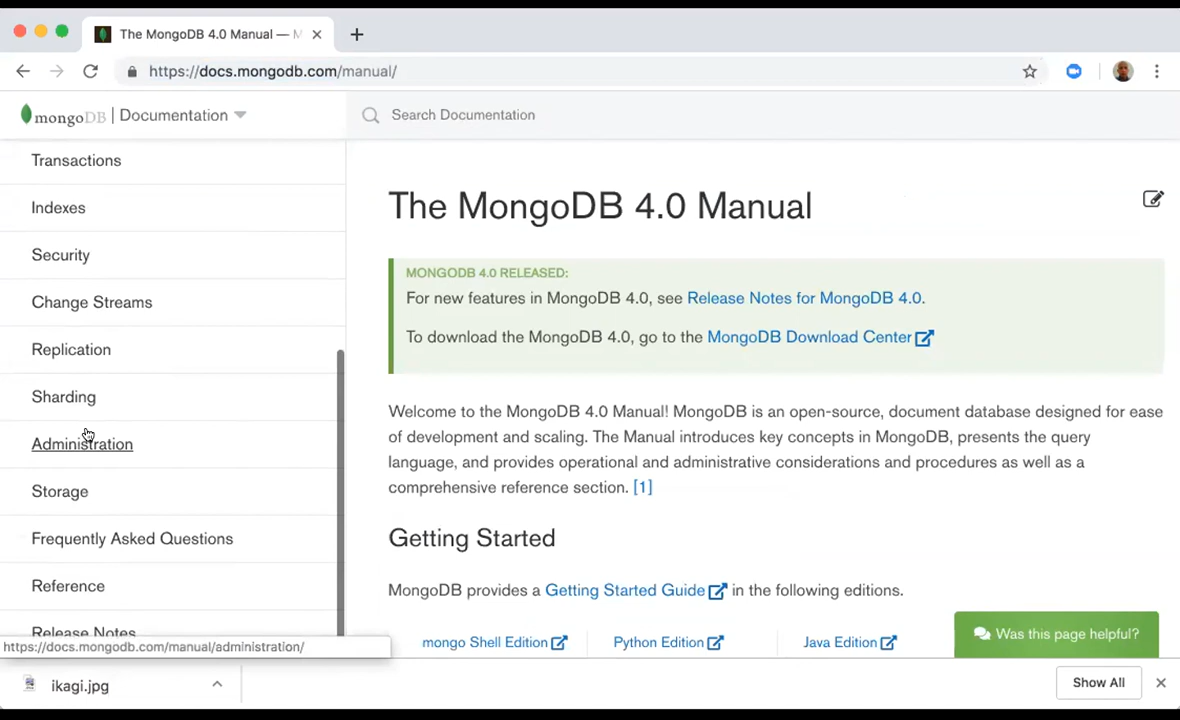 The MongoDB 4.0 Manual — M
https://docs.mongodb.com/manual/
mongoDB | Documentation
Search Documentation
Transactions
Indexes
Security
Change Streams
Replication
Sharding
Administration
Storage
Frequently Asked Questions
Reference
Release Notes
https://docs.mongodb.com/manual/administration/
The MongoDB 4.0 Manual
MONGODB 4.0 RELEASED:
For new features in MongoDB 4.0, see Release Notes for MongoDB 4.0.
To download the MongoDB 4.0, go to the MongoDB Download Center
Welcome to the MongoDB 4.0 Manual! MongoDB is an open-source, document database designed for ease
of development and scaling. The Manual introduces key concepts in MongoDB, presents the query
language, and provides operational and administrative considerations and procedures as well as a
comprehensive reference section. [1]
Getting Started
MongoDB provides a Getting Started Guide in the following editions.
mongo Shell Edition Python Edition Java Edition
Was this page helpful?
ikagi.jpg
Show All